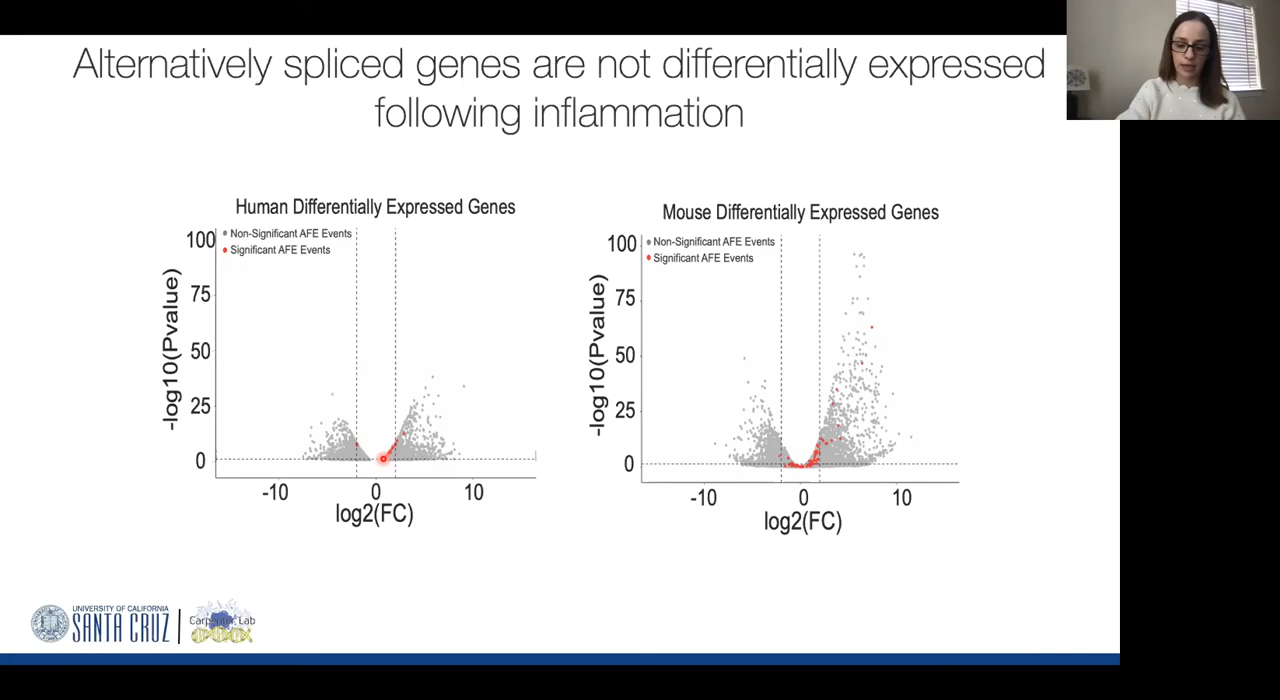 Alternatively spliced genes are not differentially expressed
following inflammation
Human Differentially Expressed Genes
Non-Significant AFE Events
Significant AFE Events
100
75
50
25
0
-log10(Pvalue)
-10
0
10
log2(FC)
Mouse Differentially Expressed Genes
Non-Significant AFE Events
Significant AFE Events
100
75
50
25
0
-log10(Pvalue)
-10
0
10
log2(FC)
UNIVERSITY OF CALIFORNIA
SANTA CRUZ
Carpenter Lab